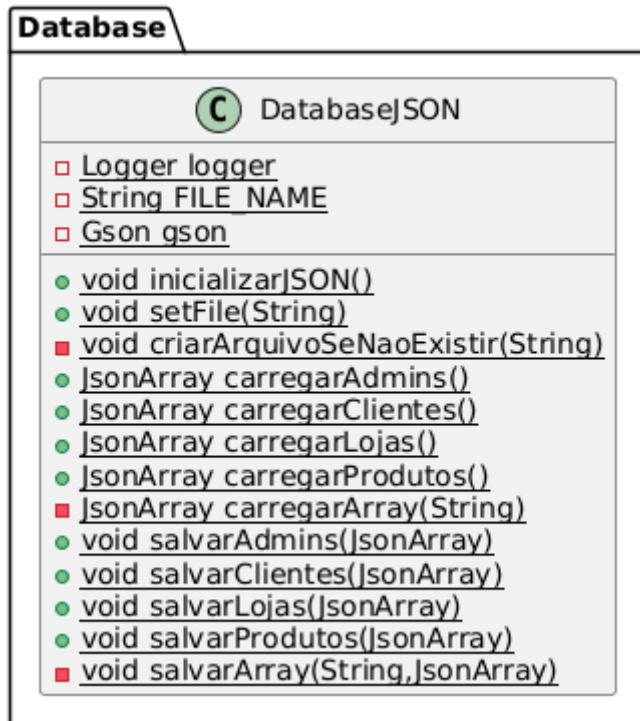 Database
C DatabaseJSON
Logger logger
String FILE_NAME
Gson gson
void inicializarJSON()
void setFile(String)
void criarArquivoSeNaoExistir(String)
JsonArray carregarAdmins()
JsonArray carregarClientes()
JsonArray carregarLojas()
JsonArray carregarProdutos()
JsonArray carregarArray(String)
void salvarAdmins(JsonArray)
void salvarClientes(JsonArray)
void salvarLojas(JsonArray)
void salvarProdutos(JsonArray)
void salvarArray(String,JsonArray)